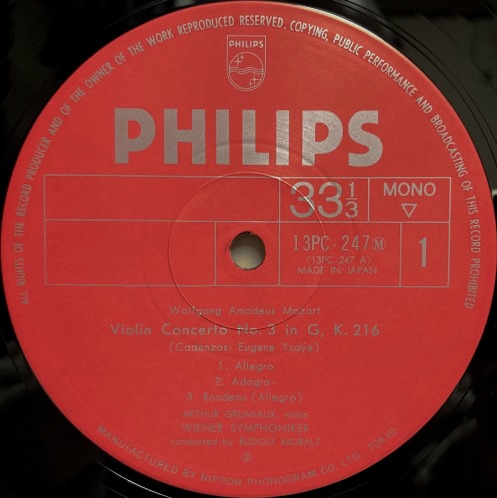 ALL RIGHTS OF THE RECORD PRODUCER AND OF THE OWNER OF THE WORK REPRODUCED RESERVED. COPYING, PUBLIC PERFORMANCE AND BROADCASTING OF THIS RECORD PROHIBITED
PHILIPS
PHILIPS
33 1/3
MONO
▽
13PC-247 Ⓜ
(13PC-247 A)
MADE IN JAPAN
1
Wolfgang Amadeus Mozart
Violin Concerto No. 3 in G, K. 216
(Cadenzas: Eugene Ysaÿe)
1. Allegro
2. Adagio-
3. Rondeau (Allegro)
ARTHUR GRUMIAUX, violin
WIENER SYMPHONIKER
conducted by RUDOLF MORALT
MANUFACTURED BY NIPPON PHONOGRAM CO. LTD., TOKYO